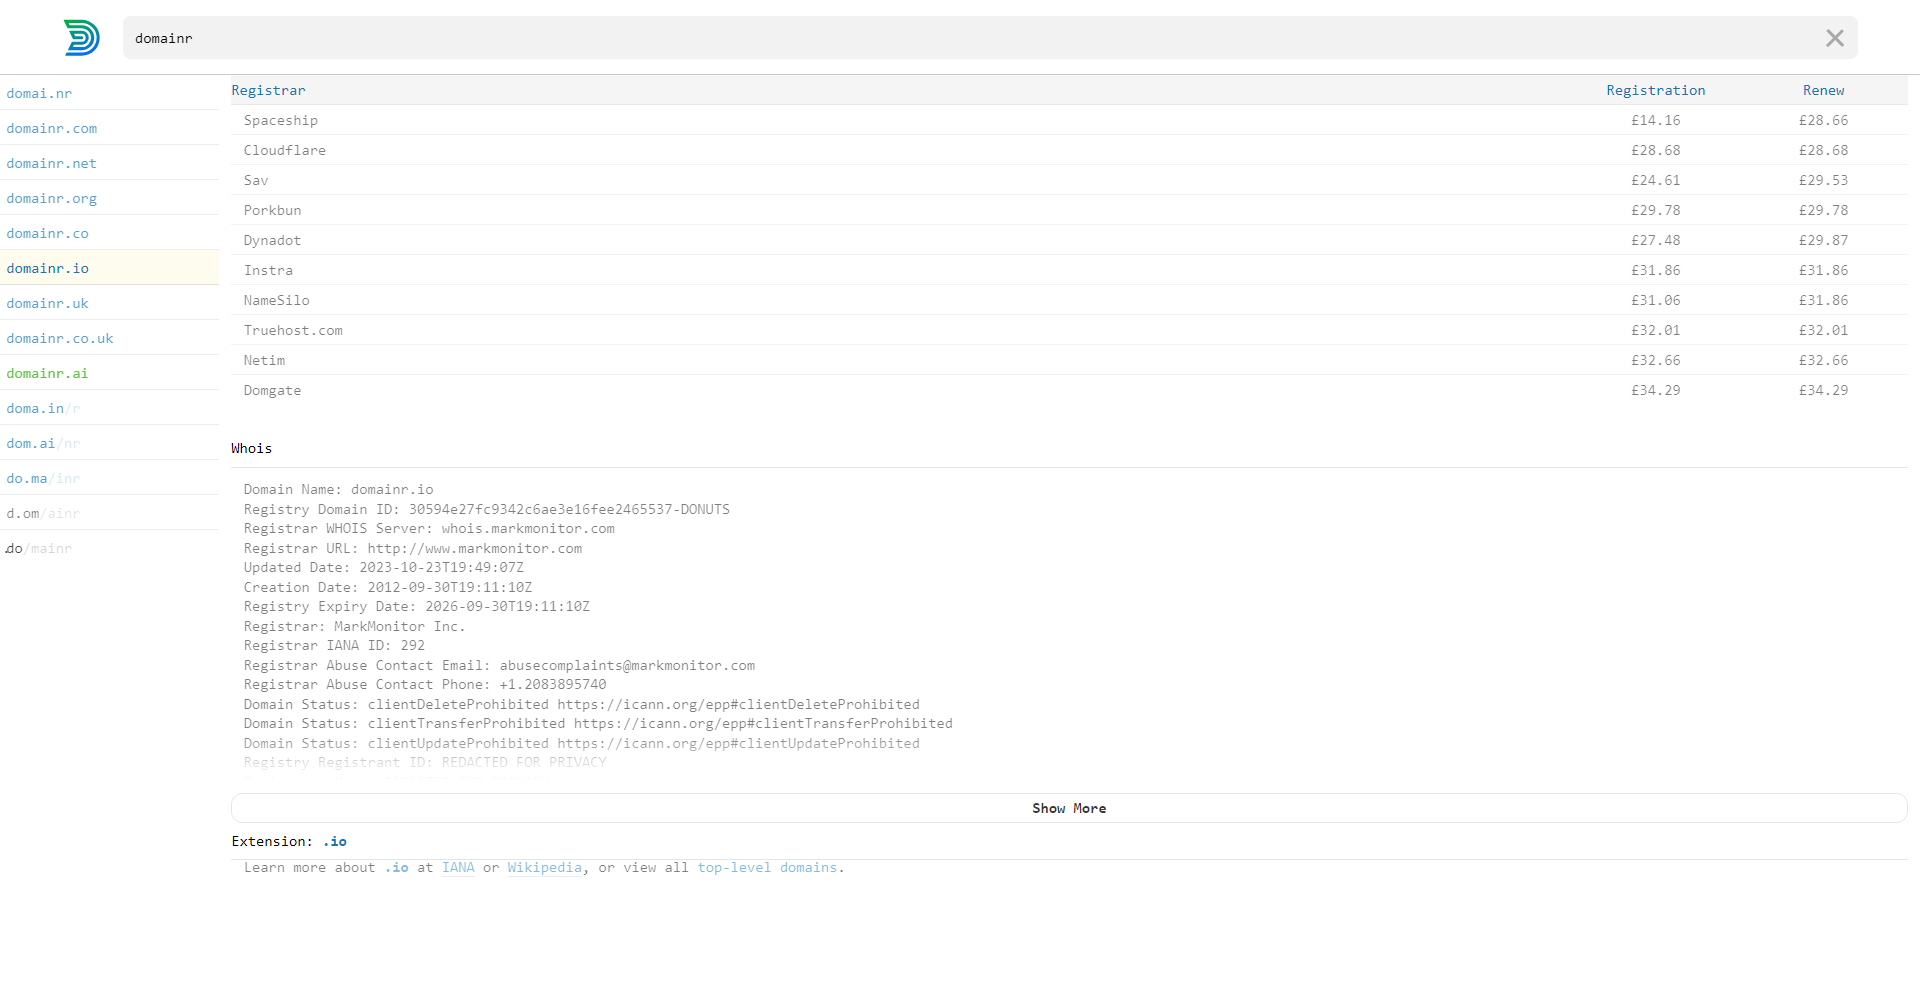 domainr
domai.nr
domainr.com
domainr.net
domainr.org
domainr.co
domainr.io
domainr.uk
domainr.co.uk
domainr.ai
doma.in/r
dom.ai/nr
do.ma/inr
d.om/ainr
.do/mainr
Registrar Registration Renew
Spaceship £14.16 £28.66
Cloudflare £28.68 £28.68
Sav £24.61 £29.53
Porkbun £29.78 £29.78
Dynadot £27.48 £29.87
Instra £31.86 £31.86
NameSilo £31.06 £31.86
Truehost.com £32.01 £32.01
Netim £32.66 £32.66
Domgate £34.29 £34.29
Whois
Domain Name: domainr.io
Registry Domain ID: 30594e27fc9342c6ae3e16fee2465537-DONUTS
Registrar WHOIS Server: whois.markmonitor.com
Registrar URL: http://www.markmonitor.com
Updated Date: 2023-10-23T19:49:07Z
Creation Date: 2012-09-30T19:11:10Z
Registry Expiry Date: 2026-09-30T19:11:10Z
Registrar: MarkMonitor Inc.
Registrar IANA ID: 292
Registrar Abuse Contact Email: abusecomplaints@markmonitor.com
Registrar Abuse Contact Phone: +1.2083895740
Domain Status: clientDeleteProhibited https://icann.org/epp#clientDeleteProhibited
Domain Status: clientTransferProhibited https://icann.org/epp#clientTransferProhibited
Domain Status: clientUpdateProhibited https://icann.org/epp#clientUpdateProhibited
Registry Registrant ID: REDACTED FOR PRIVACY
Show More
Extension: .io
Learn more about .io at IANA or Wikipedia, or view all top-level domains.